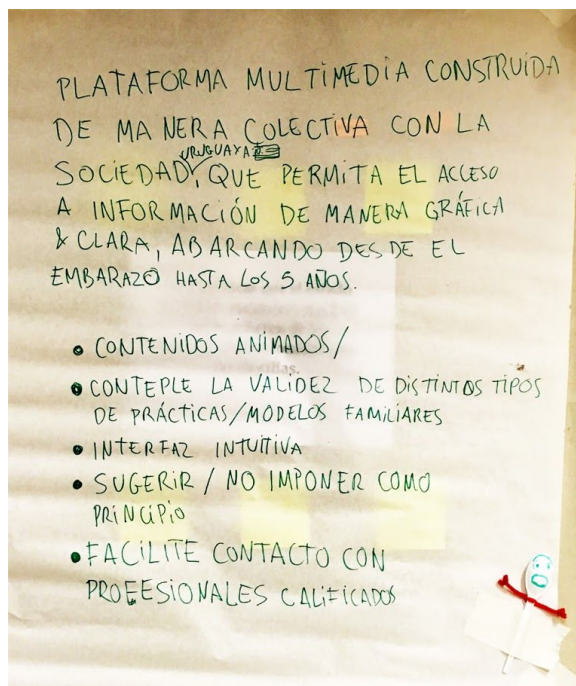 PLATAFORMA MULTIMEDIA CONSTRUIDA
DE MANERA COLECTIVA CON LA
URUGUAYA
SOCIEDAD, QUE PERMITA EL ACCESO
A INFORMACIÓN DE MANERA GRÁFICA
& CLARA, ABARCANDO DESDE EL
EMBARAZO HASTA LOS 5 AÑOS.
• CONTENIDOS ANIMADOS/
• CONTEPLE LA VALIDEZ DE DISTINTOS TIPOS
DE PRÁCTICAS/MODELOS FAMILIARES
• INTERFAZ INTUITIVA
• SUGERIR / NO IMPONER COMO
PRINCIPIO
• FACILITE CONTACTO CON
PROFESIONALES CALIFICADOS